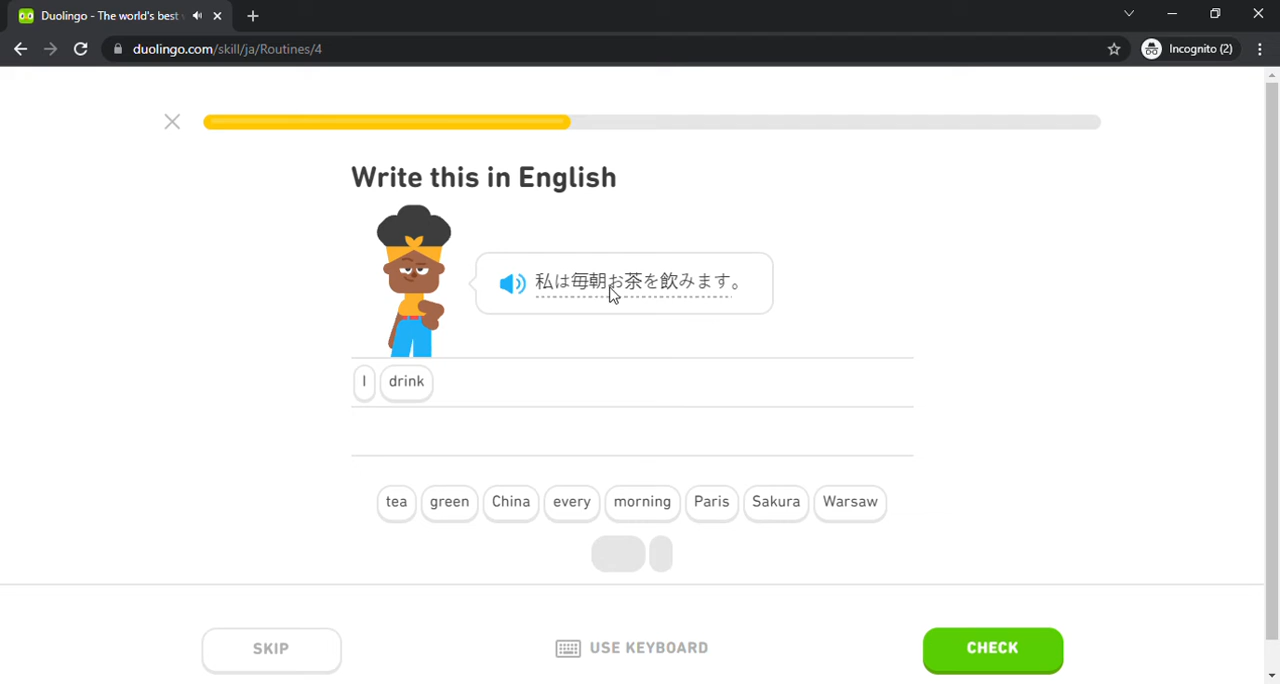 Duolingo - The world's best
duolingo.com/skill/ja/Routines/4
Incognito (2)
Write this in English
私は毎朝お茶を飲みます。
I drink
tea green China every morning Paris Sakura Warsaw
SKIP
USE KEYBOARD
CHECK